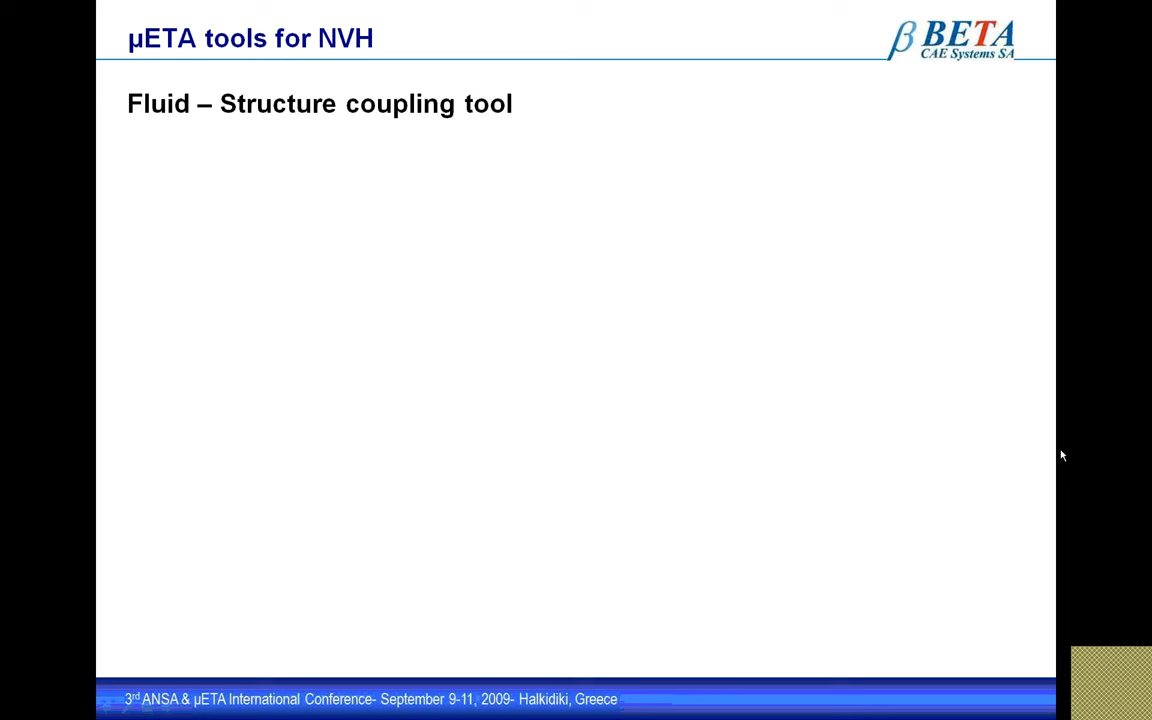 µETA tools for NVH
β BETA
CAE Systems SA
Fluid – Structure coupling tool
3rd ANSA & µETA International Conference- September 9-11, 2009- Halkidiki, Greece